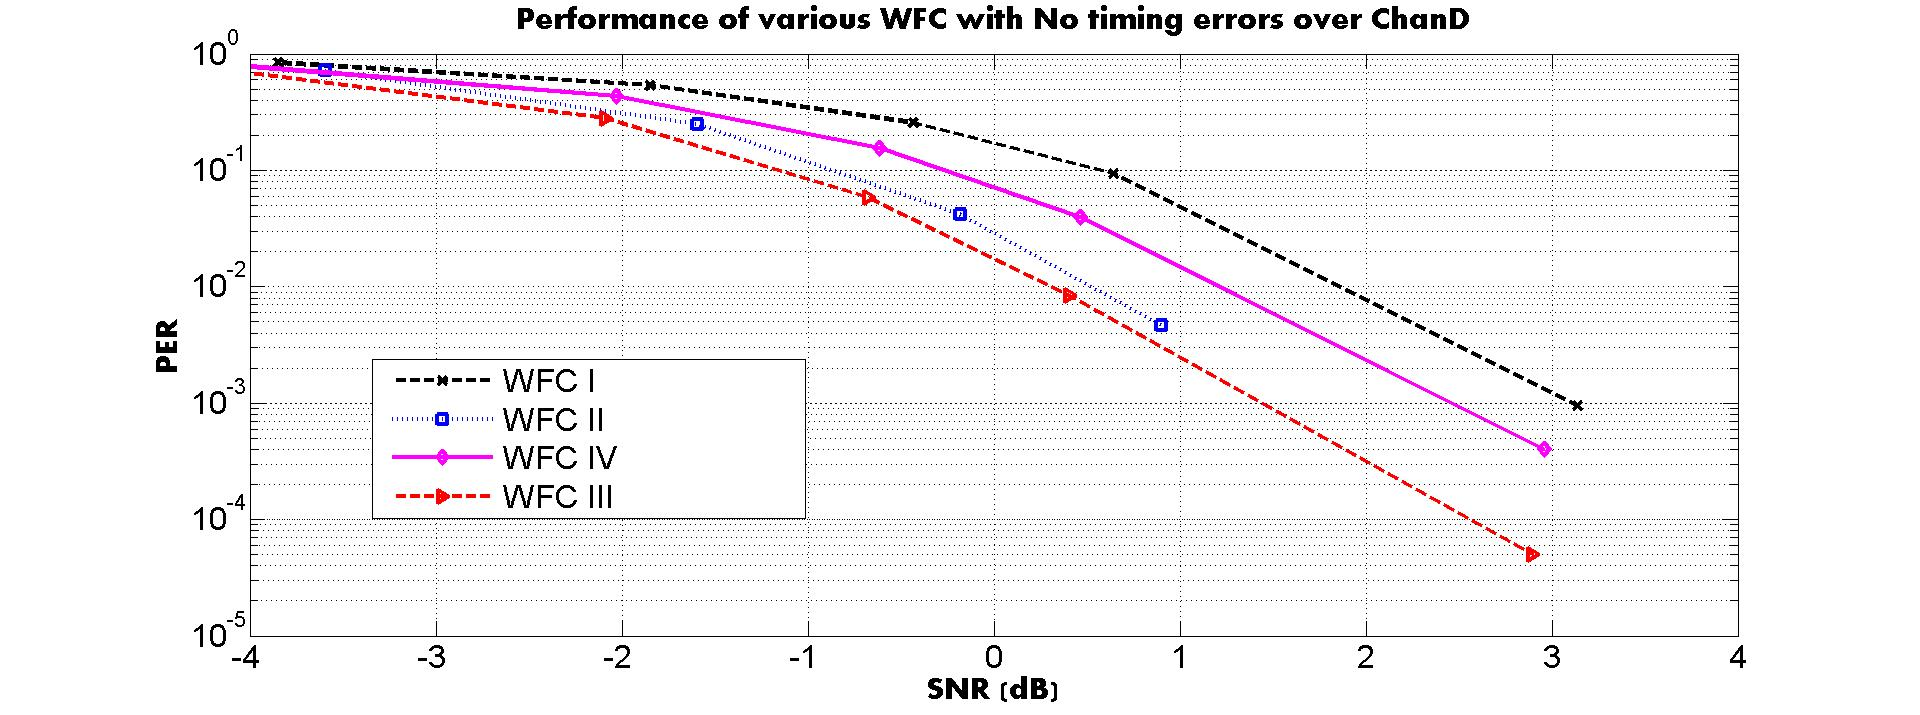 Performance of various WFC with No timing errors over ChanD
10^0
10^-1
10^-2
10^-3
10^-4
10^-5
PER
WFC I
WFC II
WFC IV
WFC III
-4 -3 -2 -1 0 1 2 3 4
SNR (dB)